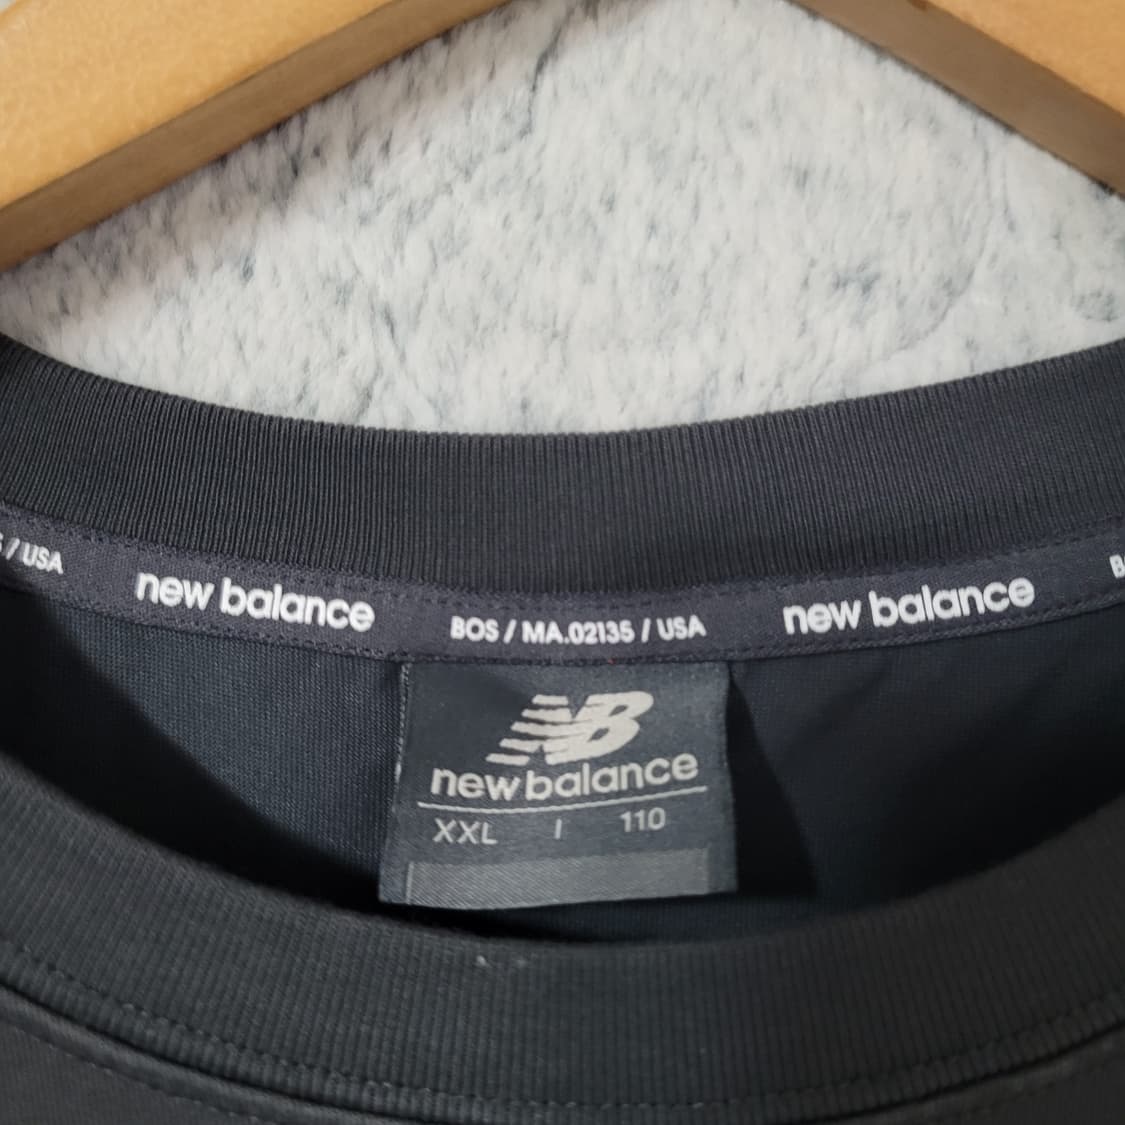 S / USA new balance BOS / MA.02135 / USA new balance B
NB
new balance
XXL | 110